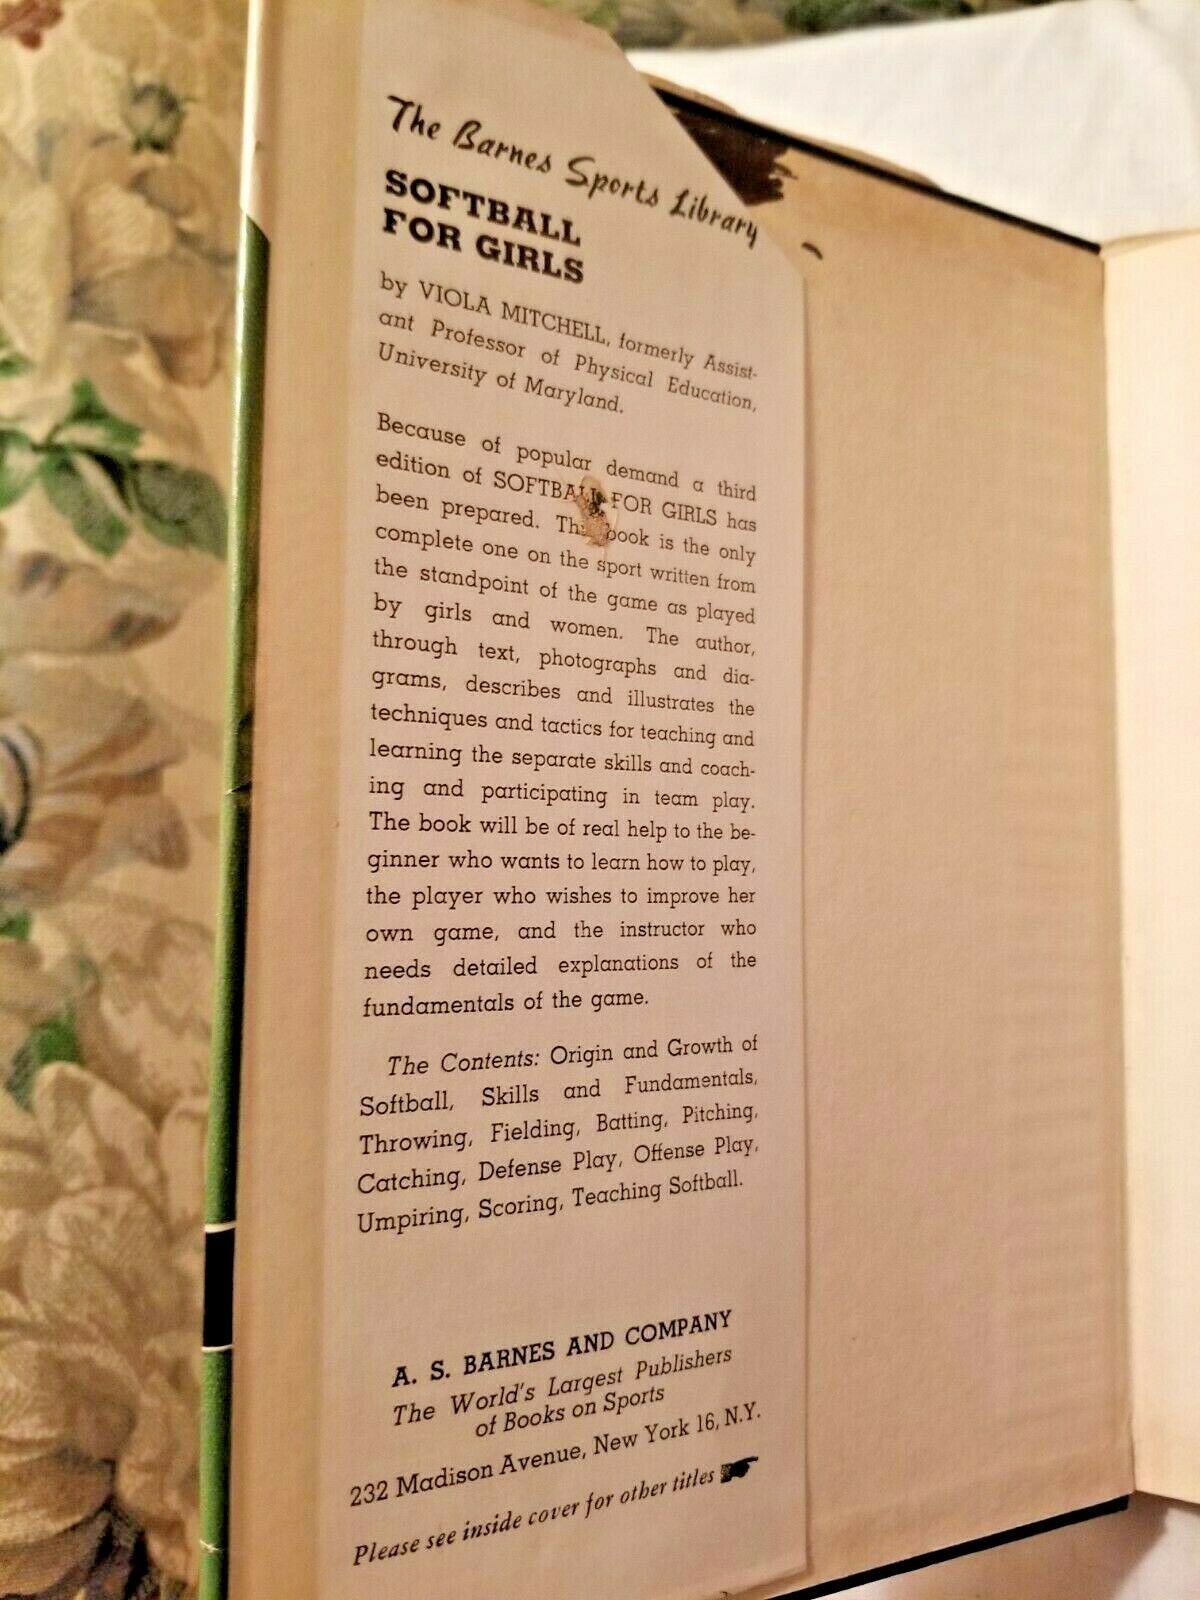 The Barnes Sports Library
SOFTBALL
FOR GIRLS
by VIOLA MITCHELL, formerly Assist-
ant Professor of Physical Education,
University of Maryland.
Because of popular demand a third
edition of SOFTBALL FOR GIRLS has
been prepared. This book is the only
complete one on the sport written from
the standpoint of the game as played
by girls and women. The author,
through text, photographs and dia-
grams, describes and illustrates the
techniques and tactics for teaching and
learning the separate skills and coach-
ing and participating in team play.
The book will be of real help to the be-
ginner who wants to learn how to play,
the player who wishes to improve her
own game, and the instructor who
needs detailed explanations of the
fundamentals of the game.
The Contents: Origin and Growth of
Softball, Skills and Fundamentals,
Throwing, Fielding, Batting, Pitching,
Catching, Defense Play, Offense Play,
Umpiring, Scoring, Teaching Softball.
A. S. BARNES AND COMPANY
The World's Largest Publishers
of Books on Sports
232 Madison Avenue, New York 16, N.Y.
Please see inside cover for other titles